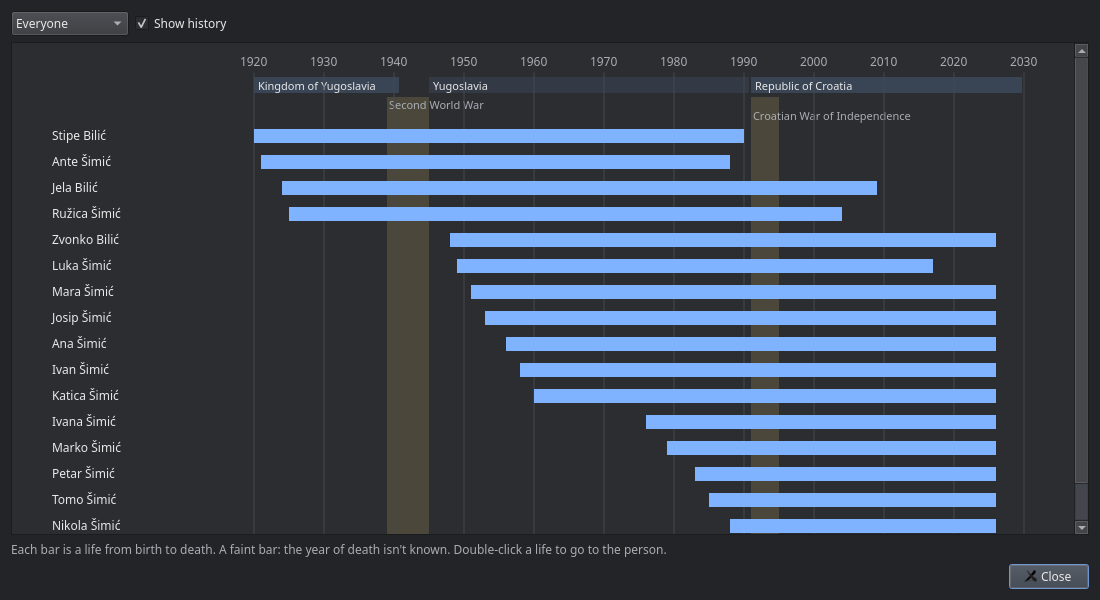 Everyone
Show history
1920 1930 1940 1950 1960 1970 1980 1990 2000 2010 2020 2030
Kingdom of Yugoslavia Yugoslavia Republic of Croatia
Second World War
Croatian War of Independence
Stipe Bilić
Ante Šimić
Jela Bilić
Ružica Šimić
Zvonko Bilić
Luka Šimić
Mara Šimić
Josip Šimić
Ana Šimić
Ivan Šimić
Katica Šimić
Ivana Šimić
Marko Šimić
Petar Šimić
Tomo Šimić
Nikola Šimić
Each bar is a life from birth to death. A faint bar: the year of death isn't known. Double-click a life to go to the person.
Close